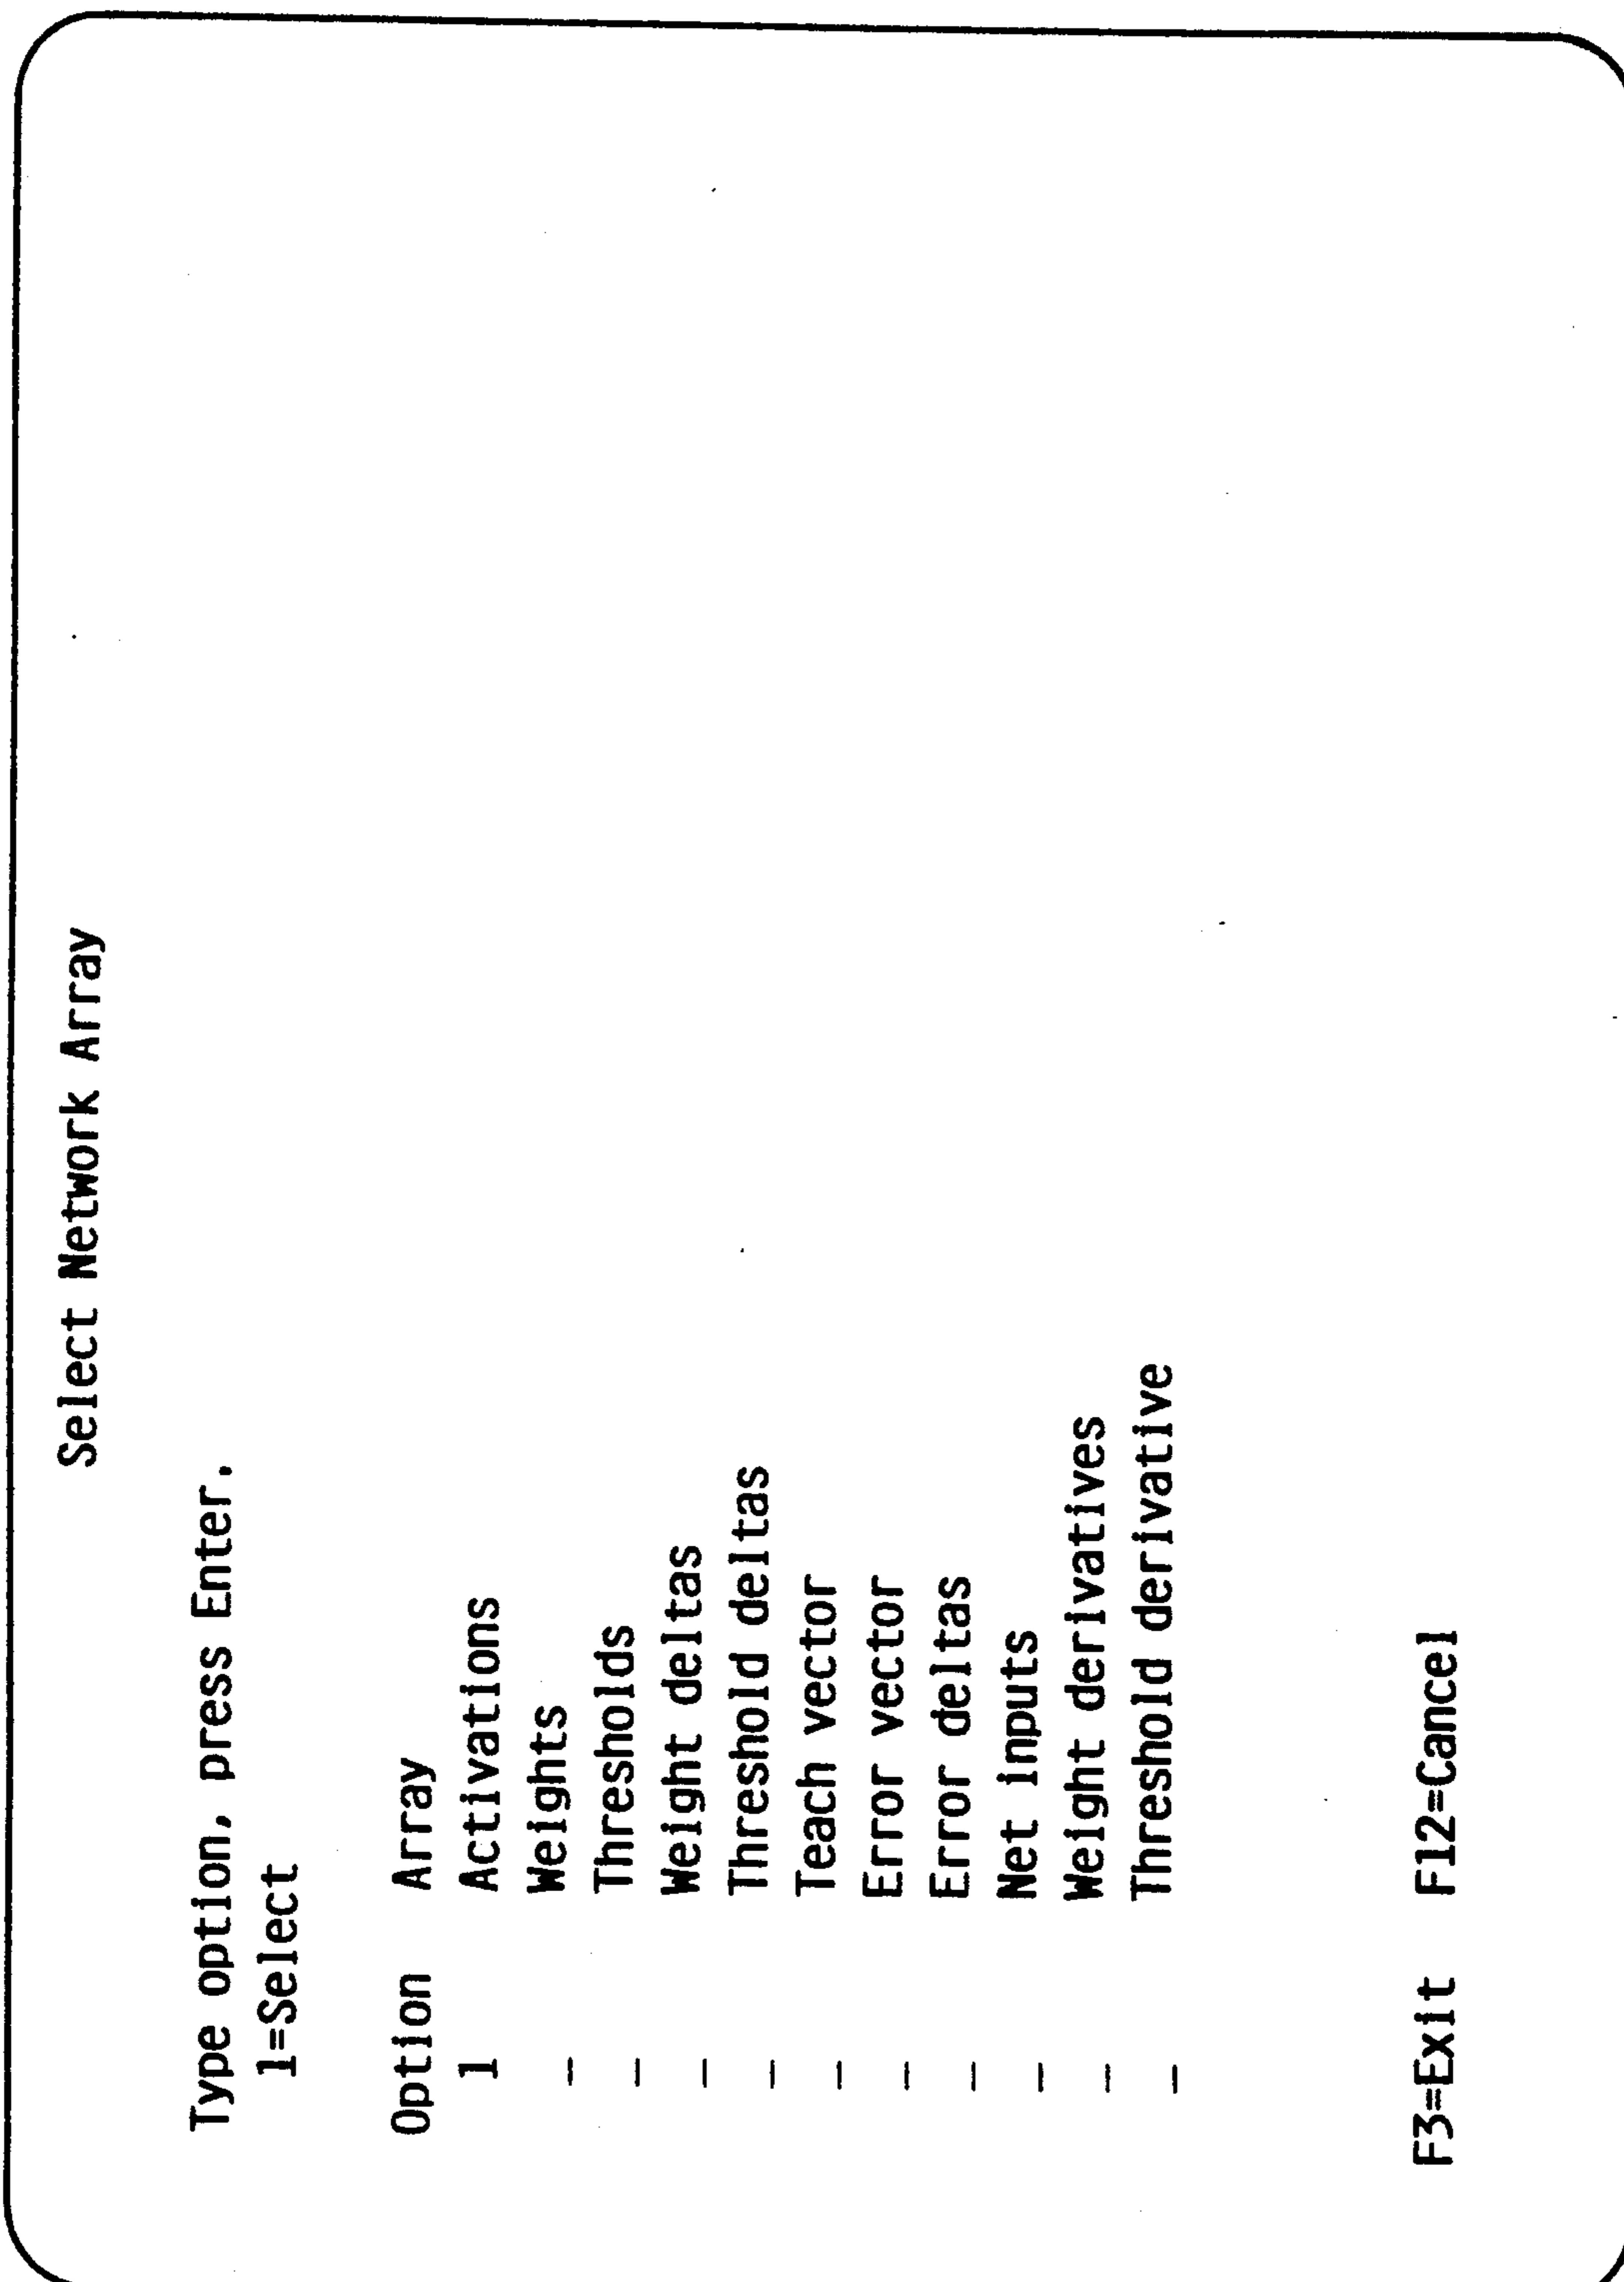 Select Network Array
Type option, press Enter.
1=Select
Option Array
1 Activations
_ Weights
_ Thresholds
_ Weight deltas
_ Threshold deltas
_ Teach vector
_ Error vector
_ Error deltas
_ Net inputs
_ Weight derivatives
_ Threshold derivative
F3=Exit F12=Cancel